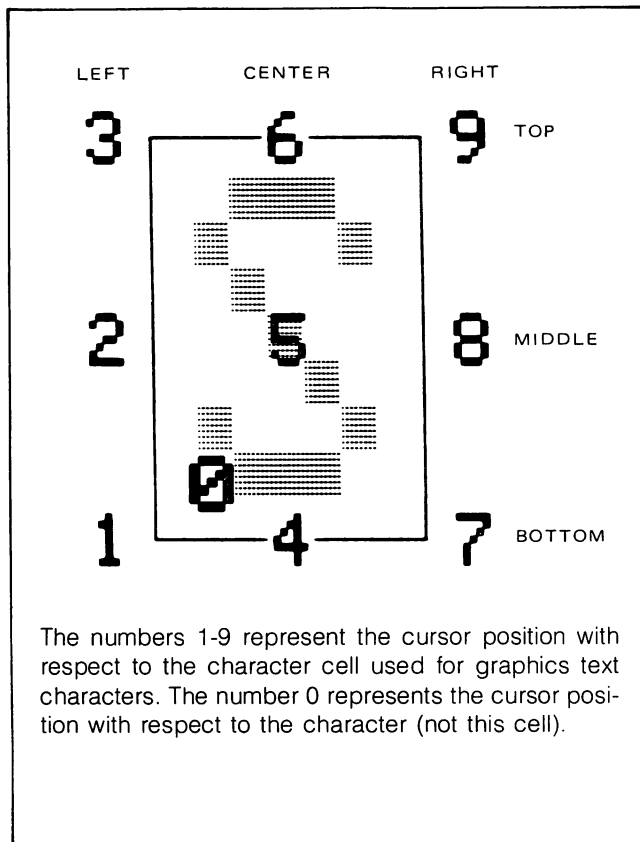 LEFT CENTER RIGHT
3 6 9 TOP
2 5 8 MIDDLE
0
1 4 7 BOTTOM
The numbers 1-9 represent the cursor position with
respect to the character cell used for graphics text
characters. The number 0 represents the cursor posi-
tion with respect to the character (not this cell).